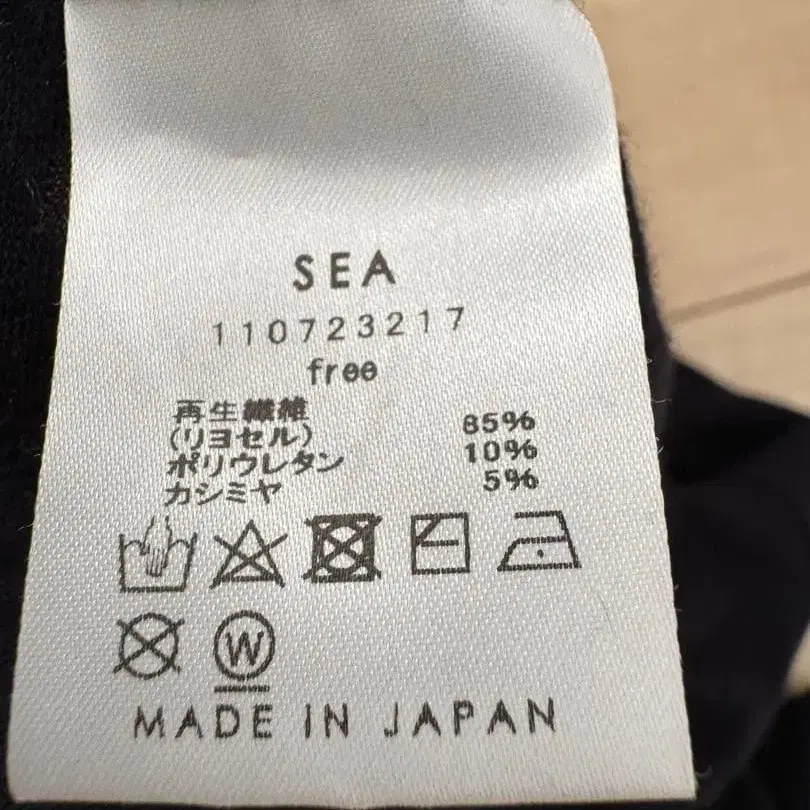 SEA
110723217
free
再生繊維
(リヨセル) 85%
ポリウレタン 10%
カシミヤ 5%
W
MADE IN JAPAN